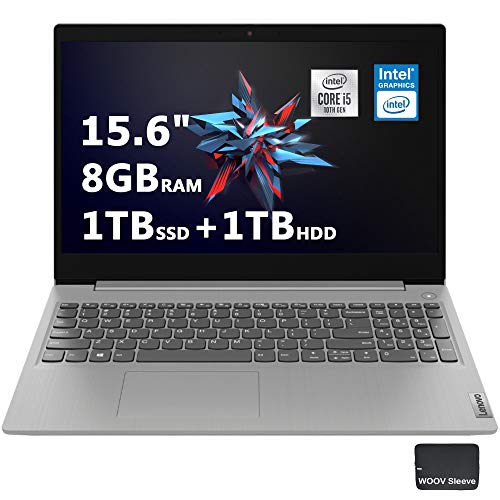 intel
CORE i5
10TH GEN
Intel®
GRAPHICS
intel
15.6"
8GBRAM
1TBSSD + 1TBHDD
Lenovo
WOOV Sleeve